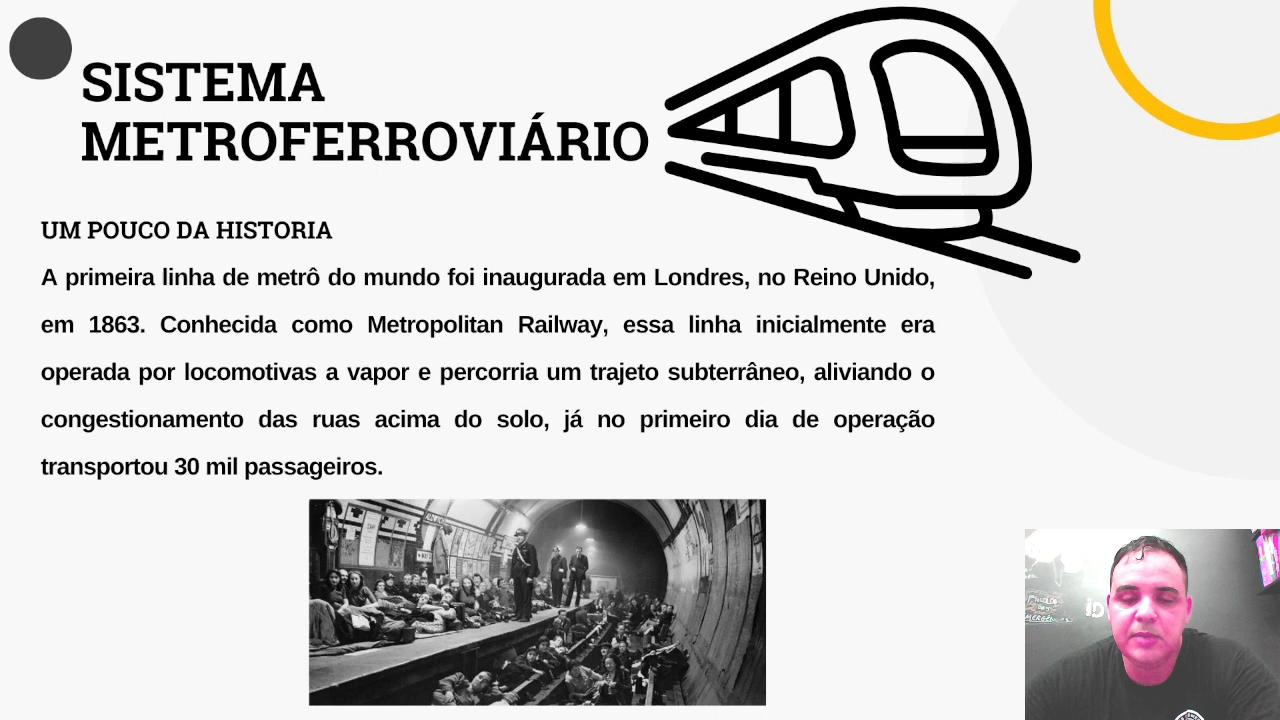 SISTEMA
METROFERROVIÁRIO
UM POUCO DA HISTORIA
A primeira linha de metrô do mundo foi inaugurada em Londres, no Reino Unido,
em 1863. Conhecida como Metropolitan Railway, essa linha inicialmente era
operada por locomotivas a vapor e percorria um trajeto subterrâneo, aliviando o
congestionamento das ruas acima do solo, já no primeiro dia de operação
transportou 30 mil passageiros.